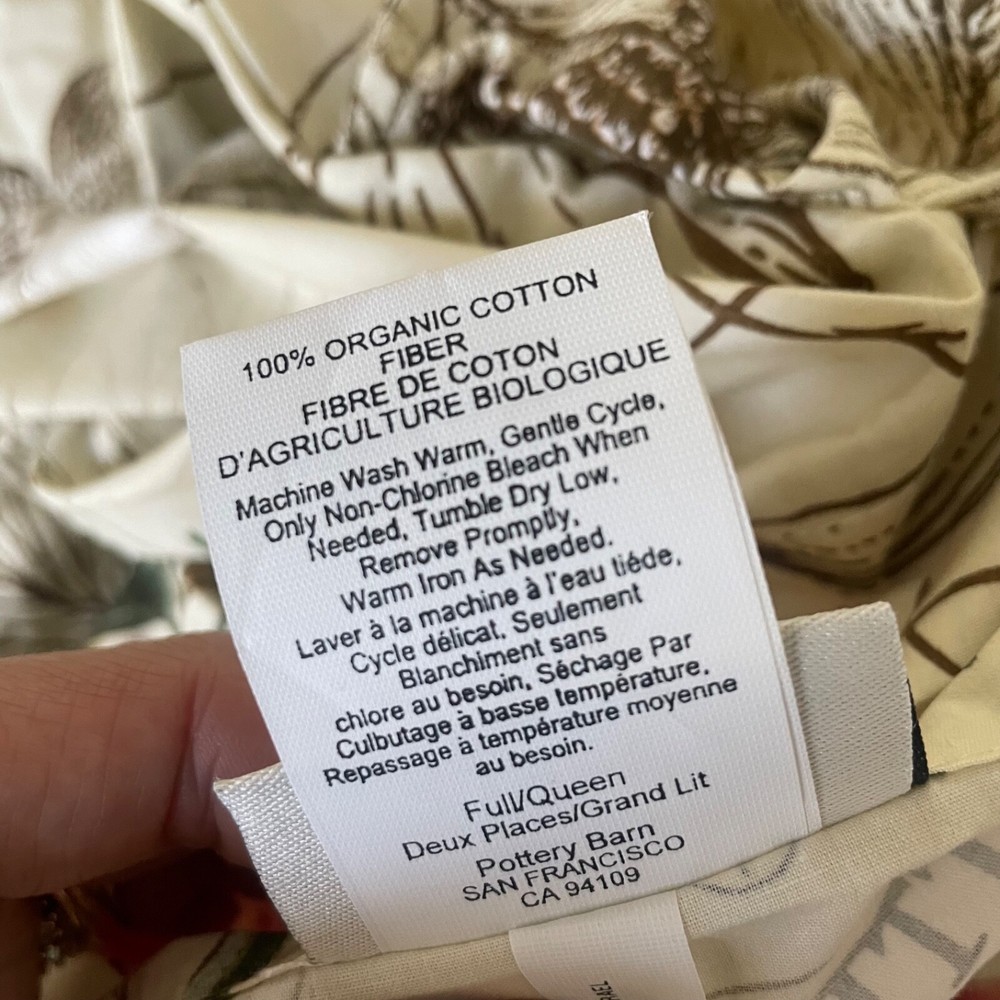 100% ORGANIC COTTON
FIBER
FIBRE DE COTON
D'AGRICULTURE BIOLOGIQUE
Machine Wash Warm, Gentle Cycle,
Only Non-Chlorine Bleach When
Needed, Tumble Dry Low,
Remove Promptly,
Warm Iron As Needed.
Laver à la machine à l'eau tiéde,
Cycle délicat, Seulement
Blanchiment sans
chlore au besoin, Séchage Par
Culbutage à basse température,
Repassage à température moyenne
au besoin.
Full/Queen
Deux Places/Grand Lit
Pottery Barn
SAN FRANCISCO
CA 94109